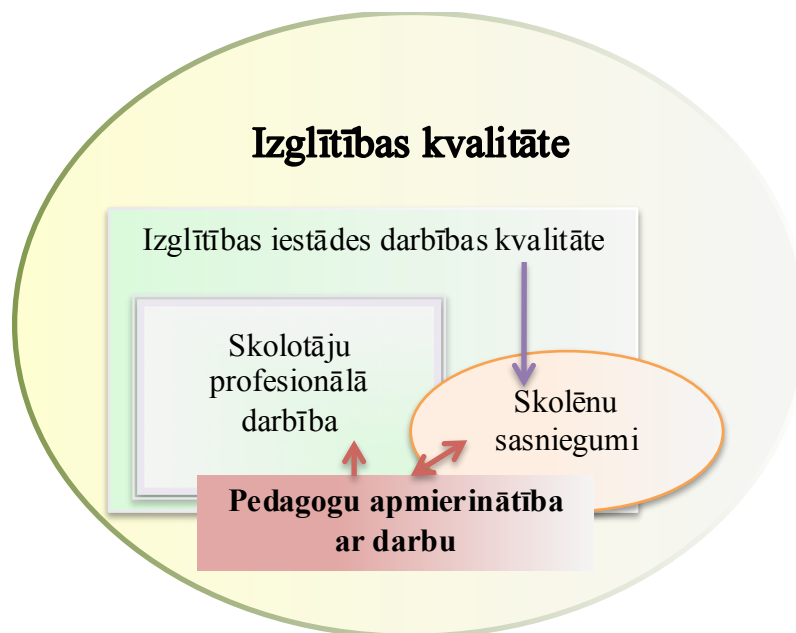 Izglītības kvalitāte
Izglītības iestādes darbības kvalitāte
Skolotāju
profesionālā
darbība
Skolēnu
sasniegumi
Pedagogu apmierinātība
ar darbu